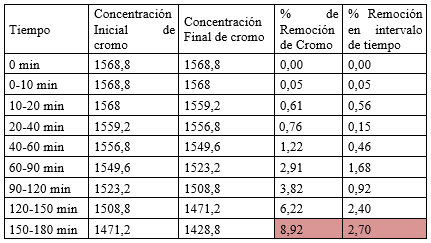 Tiempo | Concentración Inicial de cromo | Concentración Final de cromo | % de Remoción de Cromo | % Remoción en intervalo de tiempo
0 min | 1568,8 | 1568,8 | 0,00 | 0,00
0-10 min | 1568,8 | 1568 | 0,05 | 0,05
10-20 min | 1568 | 1559,2 | 0,61 | 0,56
20-40 min | 1559,2 | 1556,8 | 0,76 | 0,15
40-60 min | 1556,8 | 1549,6 | 1,22 | 0,46
60-90 min | 1549,6 | 1523,2 | 2,91 | 1,68
90-120 min | 1523,2 | 1508,8 | 3,82 | 0,92
120-150 min | 1508,8 | 1471,2 | 6,22 | 2,40
150-180 min | 1471,2 | 1428,8 | 8,92 | 2,70